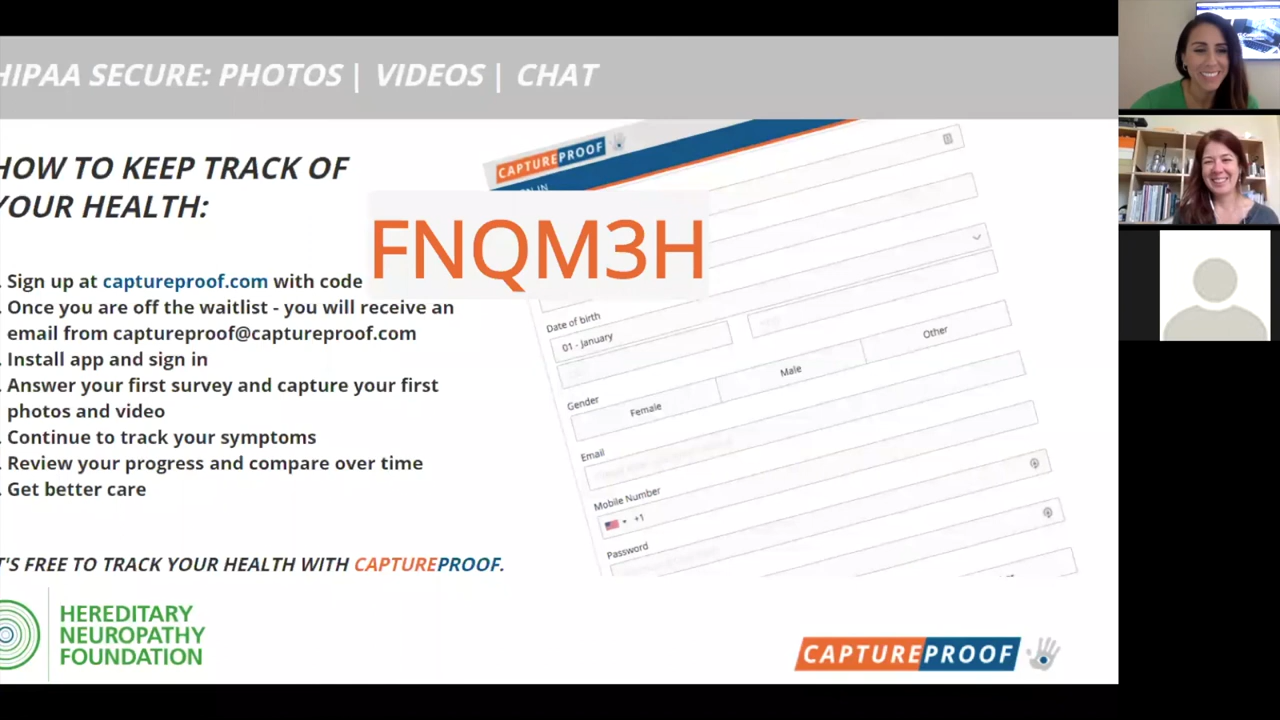 HIPAA SECURE: PHOTOS | VIDEOS | CHAT
HOW TO KEEP TRACK OF
YOUR HEALTH:
FNQM3H
. Sign up at captureproof.com with code
. Once you are off the waitlist - you will receive an
email from captureproof@captureproof.com
. Install app and sign in
. Answer your first survey and capture your first
photos and video
. Continue to track your symptoms
. Review your progress and compare over time
. Get better care
T'S FREE TO TRACK YOUR HEALTH WITH CAPTUREPROOF.
HEREDITARY
NEUROPATHY
FOUNDATION
CAPTUREPROOF
IN
Date of birth
01 - January
Gender
Female
Male
Other
Email
Mobile Number
+1
Password
CAPTUREPROOF